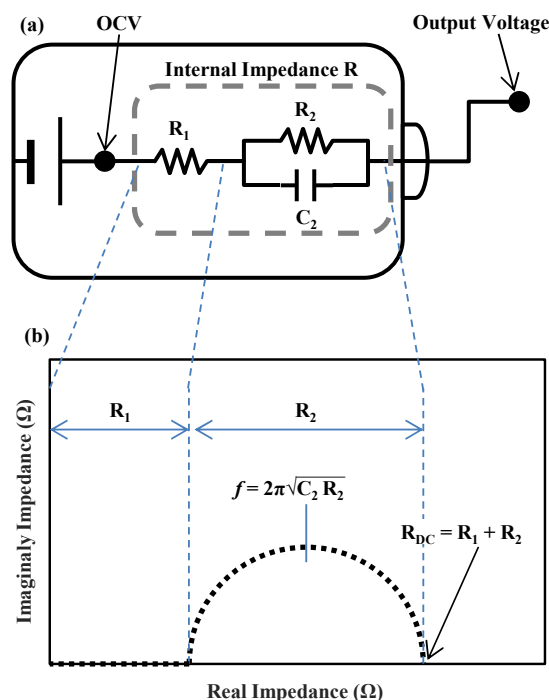 (a)
OCV
Output Voltage
Internal Impedance R
R₁
R₂
C₂
(b)
R₁
R₂
f = 2π√C₂ R₂
R_DC = R₁ + R₂
Imaginaly Impedance (Ω)
Real Impedance (Ω)